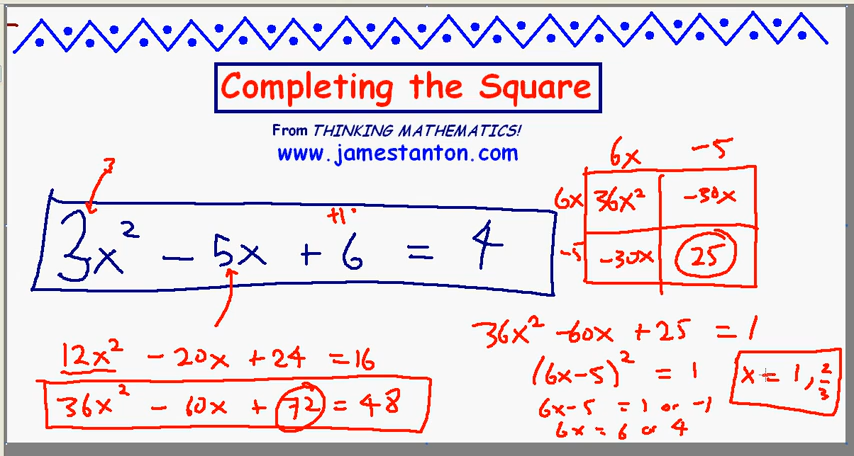 Completing the Square
From THINKING MATHEMATICS!
www.jamestanton.com
3
+1
3x² - 5x + 6 = 4
6x -5
6x 36x² -30x
-5 -30x 25
12x² - 20x + 24 = 16
36x² - 60x + 72 = 48
36x² - 60x + 25 = 1
(6x - 5)² = 1
6x - 5 = 1 or -1
6x = 6 or 4
x = 1, 2/3